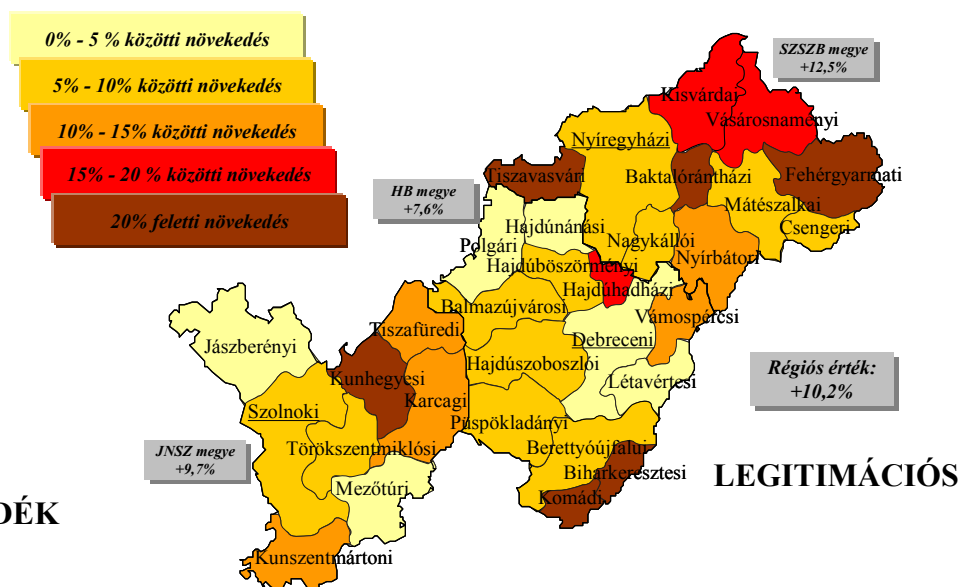 0% - 5 % közötti növekedés
5% - 10% közötti növekedés
10% - 15% közötti növekedés
15% - 20 % közötti növekedés
20% feletti növekedés
SZSZB megye
+12,5%
Kisvárdai
Vásárosnaményi
Nyíregyházi
Tiszavasvári
Baktalórántházi
Fehérgyarmati
HB megye
+7,6%
Mátészalkai
Csengeri
Hajdúnánási
Nagykállói
Polgári
Nyírbátori
Hajdúböszörményi
Hajdúhadházi
Balmazújvárosi
Vámospércsi
Tiszafüredi
Debreceni
Jászberényi
Hajdúszoboszlói
Kunhegyesi
Létavértesi
Régiós érték:
+10,2%
Karcagi
Szolnoki
Püspökladányi
Törökszentmiklósi
Berettyóújfalui
JNSZ megye
+9,7%
Biharkeresztesi
LEGITIMÁCIÓS
Mezőtúri
Komádi
DÉK
Kunszentmártoni